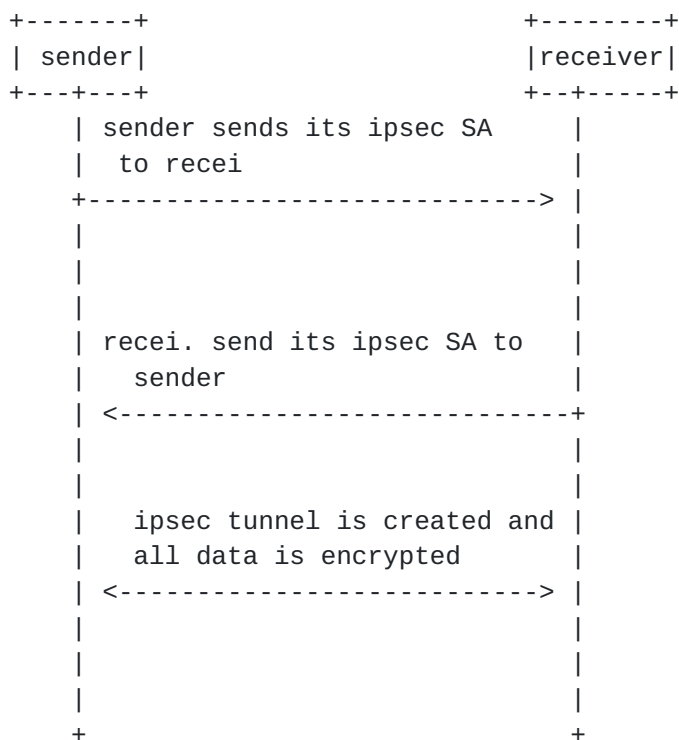 sender
receiver
sender sends its ipsec SA
to recei
recei. send its ipsec SA to
sender
ipsec tunnel is created and
all data is encrypted